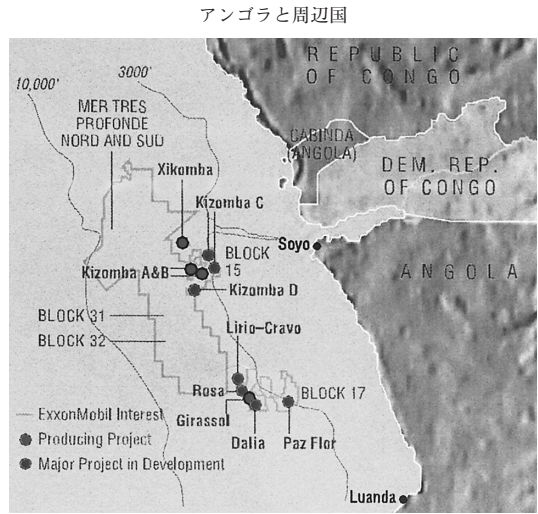 アンゴラと周辺国
REPUBLIC
OF CONGO
3000'
10,000'
MER TRES
PROFONDE
NORD AND SUD
CABINDA
(ANGOLA)
DEM. REP.
OF CONGO
Xikomba
Kizomba C
BLOCK
15
Soyo
Kizomba A&B
ANGOLA
Kizomba D
BLOCK 31
BLOCK 32
Lirio-Cravo
Rosa
BLOCK 17
Girassol
Dalia
Paz Flor
ExxonMobil Interest
Producing Project
Major Project in Development
Luanda